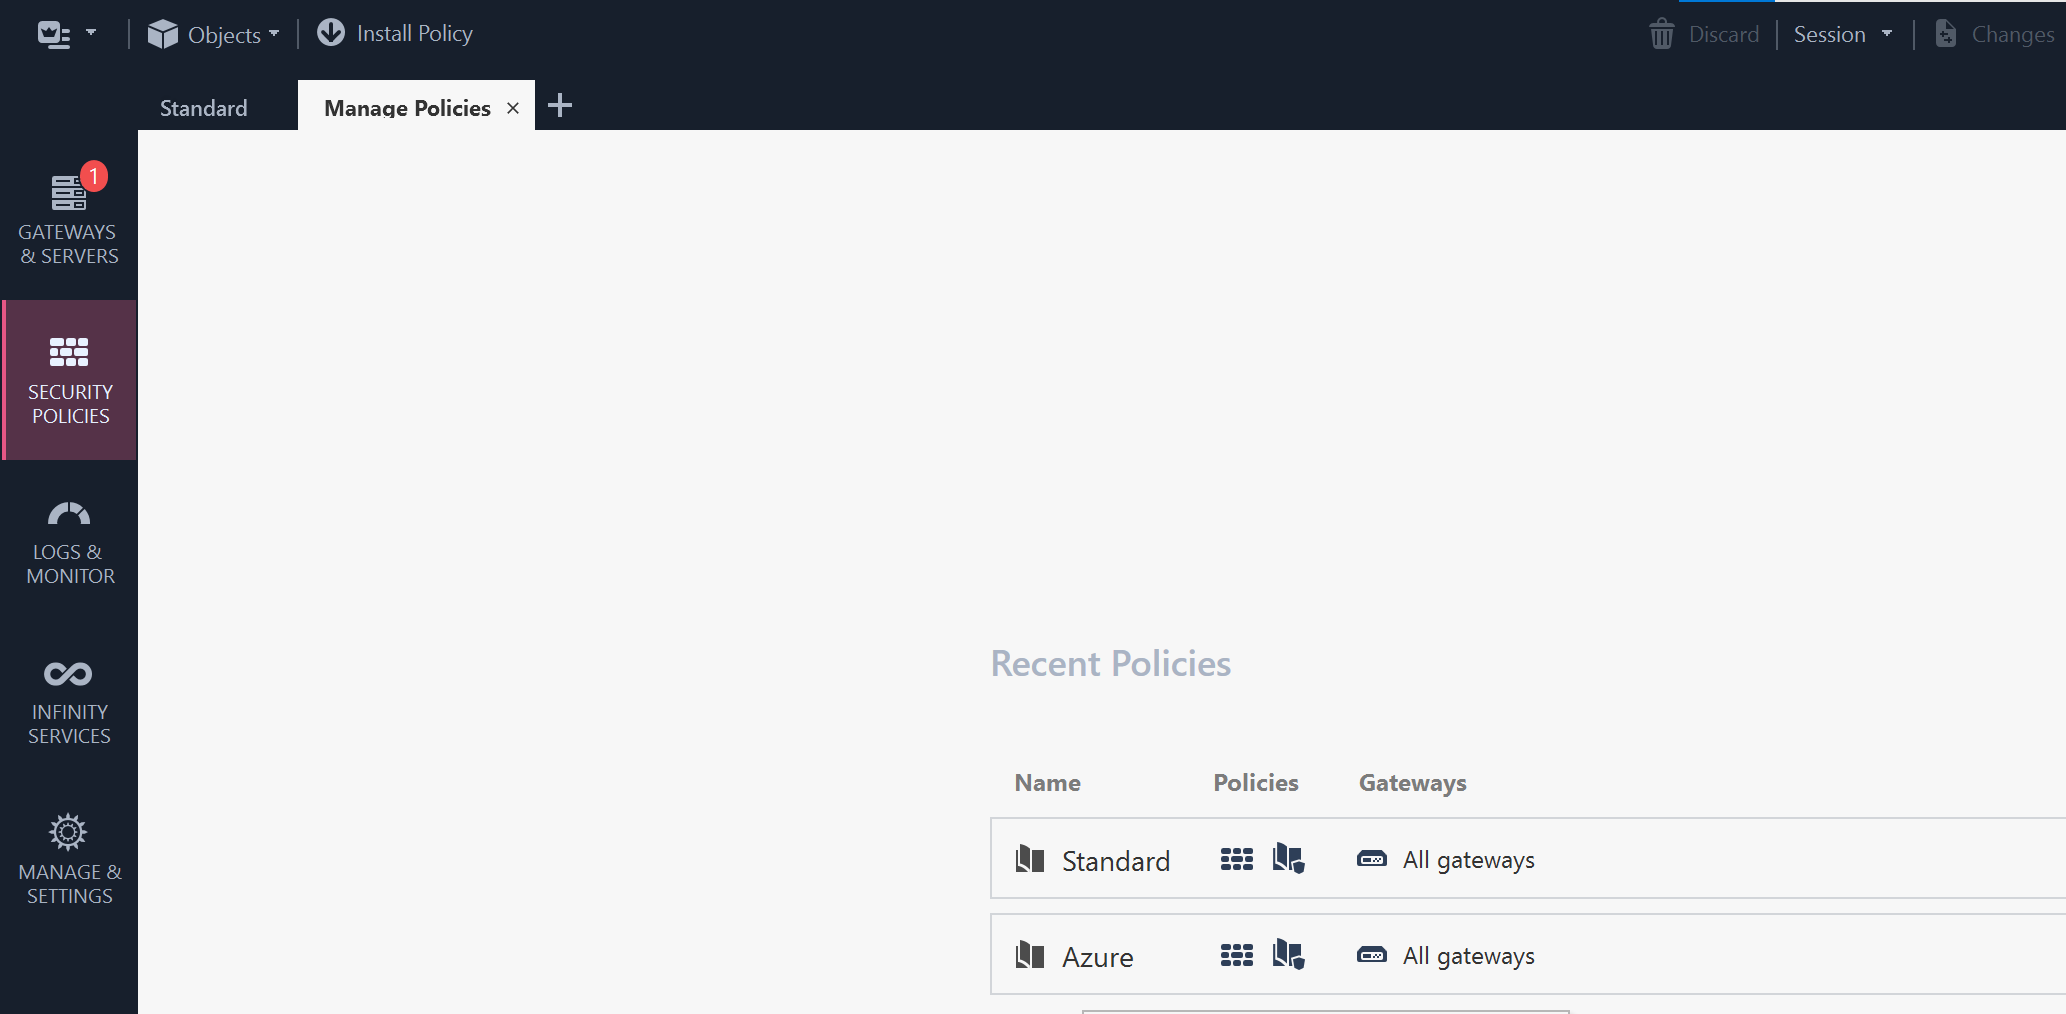 Objects
Install Policy
Discard
Session
Changes
Standard
Manage Policies
1
GATEWAYS
& SERVERS
SECURITY
POLICIES
LOGS &
MONITOR
INFINITY
SERVICES
MANAGE &
SETTINGS
Recent Policies
Name Policies Gateways
Standard All gateways
Azure All gateways